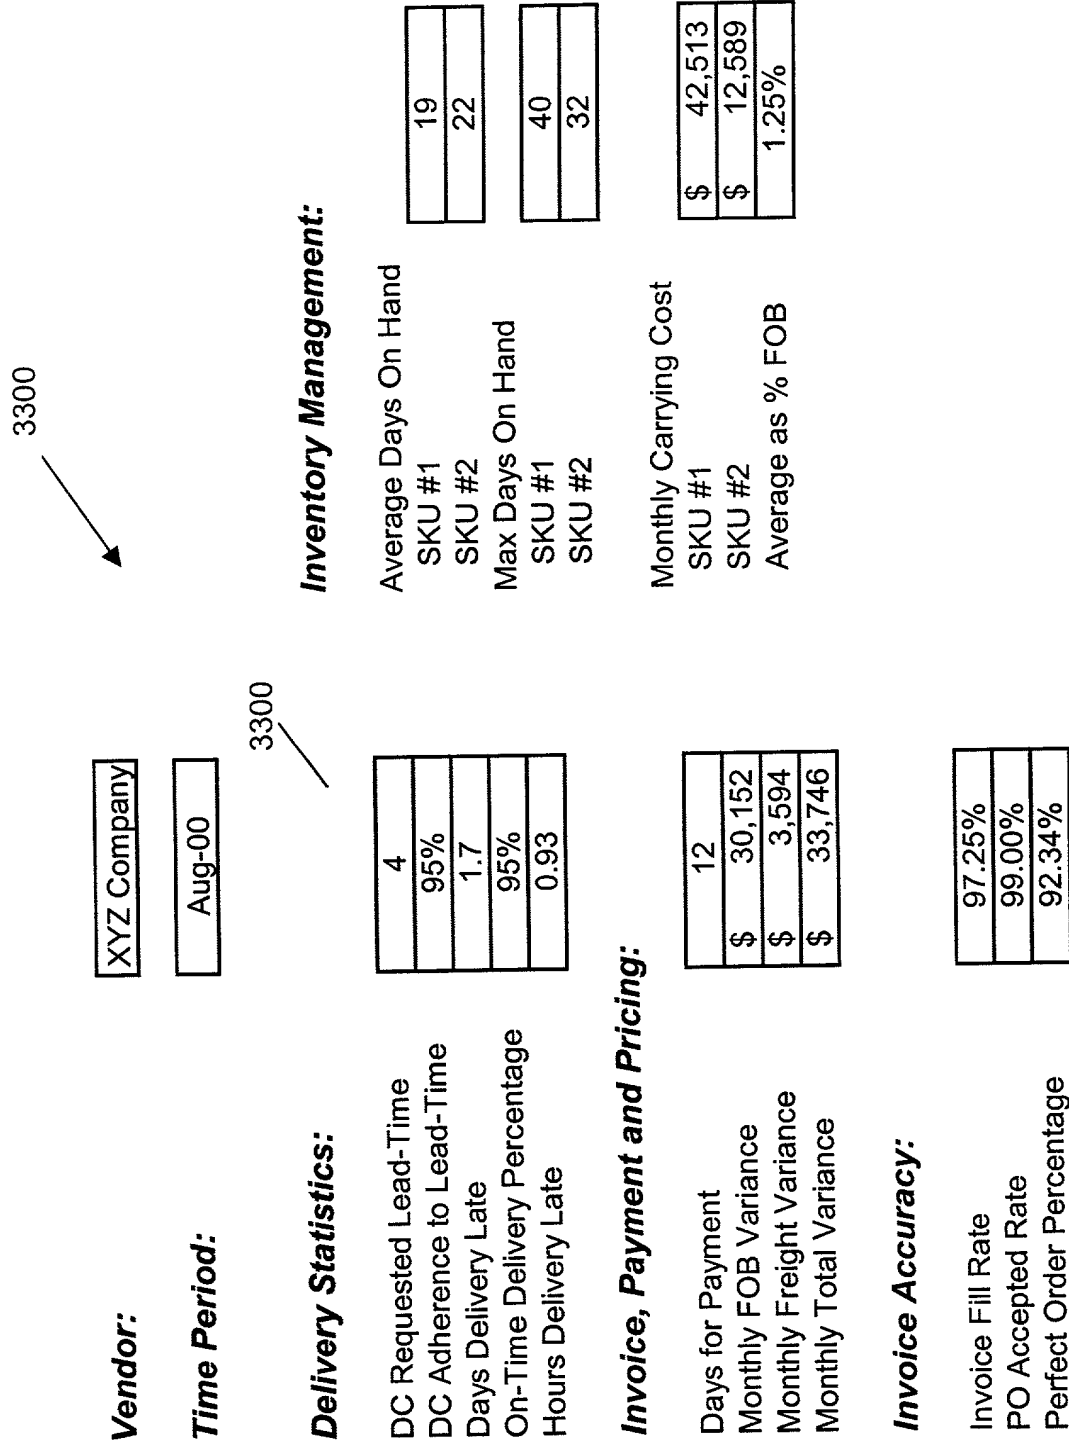 3300
Vendor: XYZ Company
Time Period: Aug-00
3300
Delivery Statistics:
DC Requested Lead-Time 4
DC Adherence to Lead-Time 95%
Days Delivery Late 1.7
On-Time Delivery Percentage 95%
Hours Delivery Late 0.93
Invoice, Payment and Pricing:
Days for Payment 12
Monthly FOB Variance $ 30,152
Monthly Freight Variance $ 3,594
Monthly Total Variance $ 33,746
Invoice Accuracy:
Invoice Fill Rate 97.25%
PO Accepted Rate 99.00%
Perfect Order Percentage 92.34%
Inventory Management:
Average Days On Hand
SKU #1 19
SKU #2 22
Max Days On Hand
SKU #1 40
SKU #2 32
Monthly Carrying Cost
SKU #1 $ 42,513
SKU #2 $ 12,589
Average as % FOB 1.25%